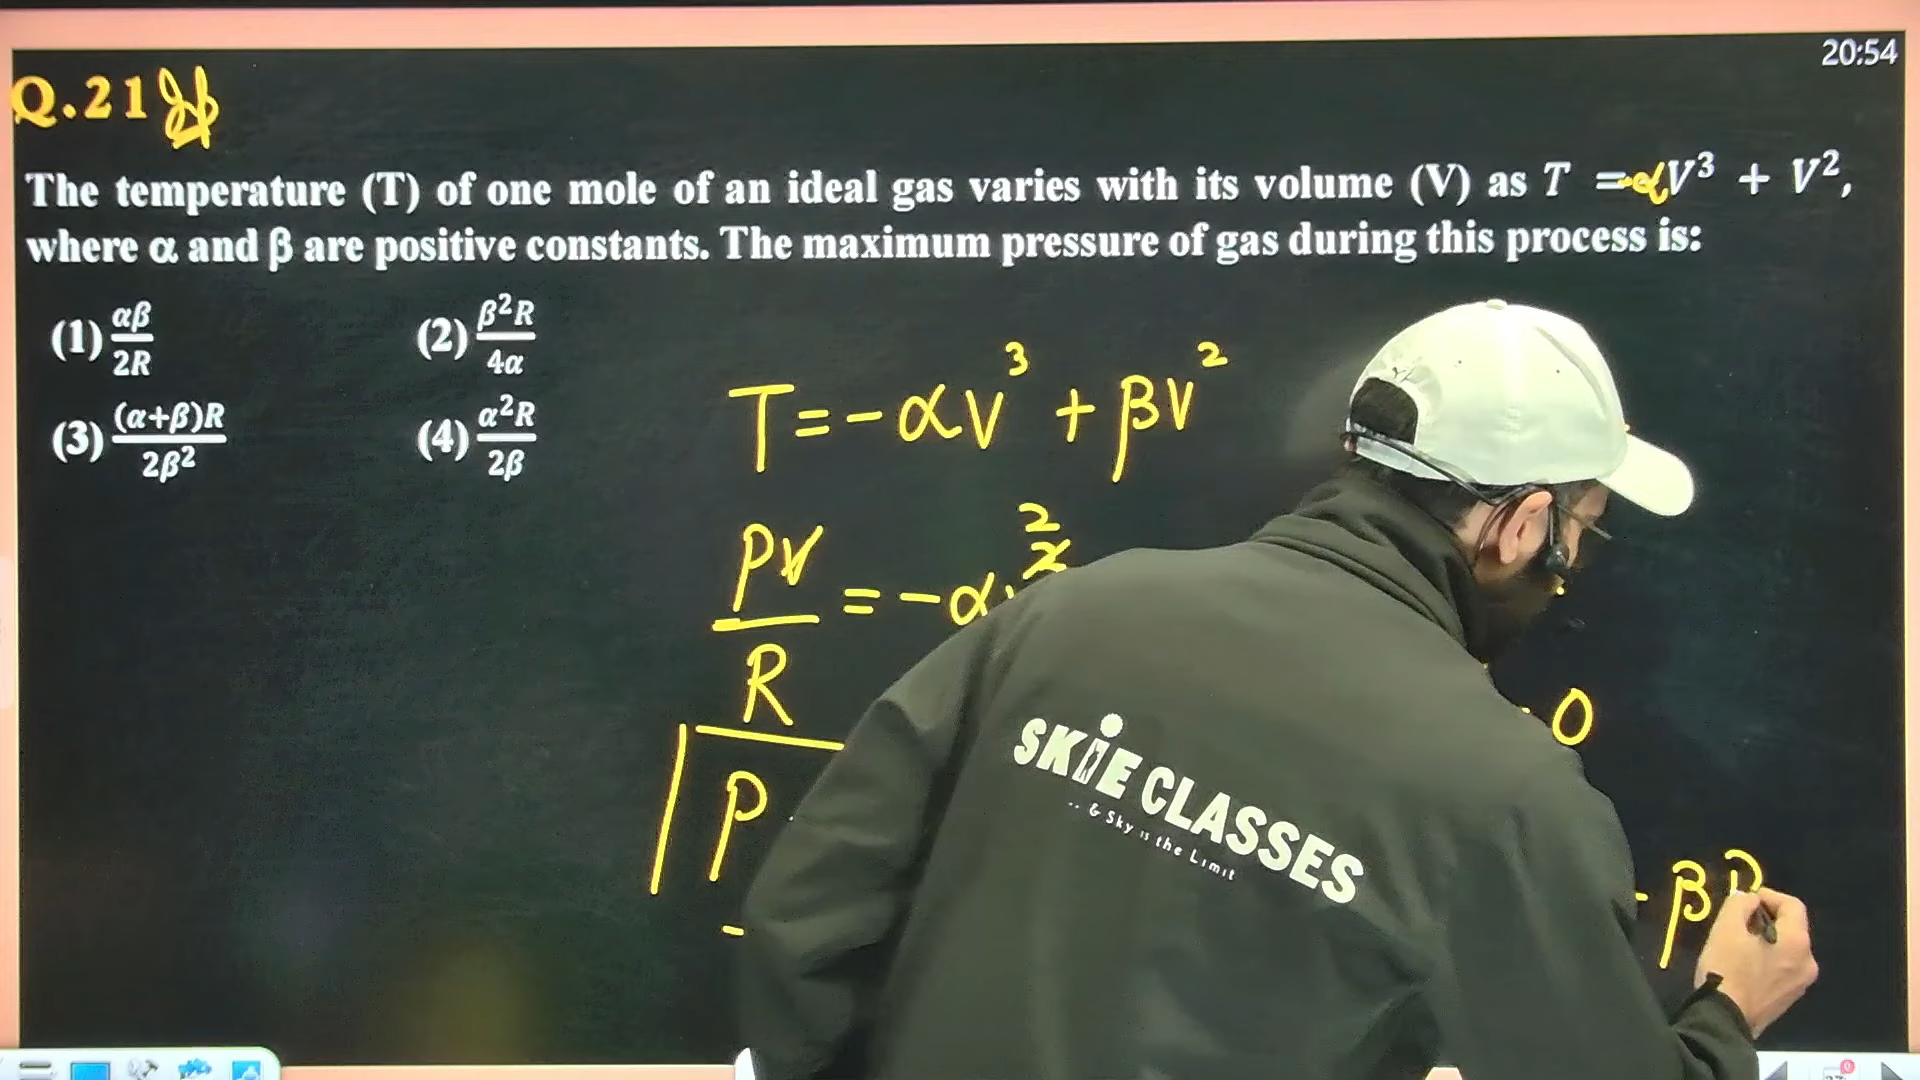 20:54
Q.21
The temperature (T) of one mole of an ideal gas varies with its volume (V) as T = -αV³ + V²,
where α and β are positive constants. The maximum pressure of gas during this process is:
(1) αβ/2R
(2) β²R/4α
(3) (α+β)R/2β²
(4) α²R/2β
T = -αV³ + βV²
PV/R = -α
2
0
P
- β
SKIE CLASSES
.. & Sky is the Limit